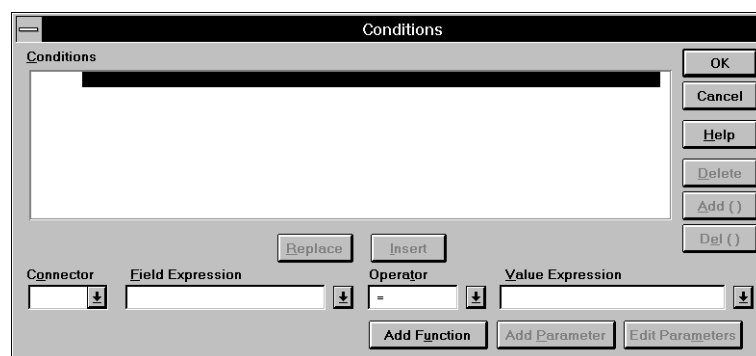 Conditions
Conditions
OK
Cancel
Help
Delete
Add ( )
Del ( )
Replace Insert
Connector Field Expression Operator Value Expression
=
Add Function Add Parameter Edit Parameters